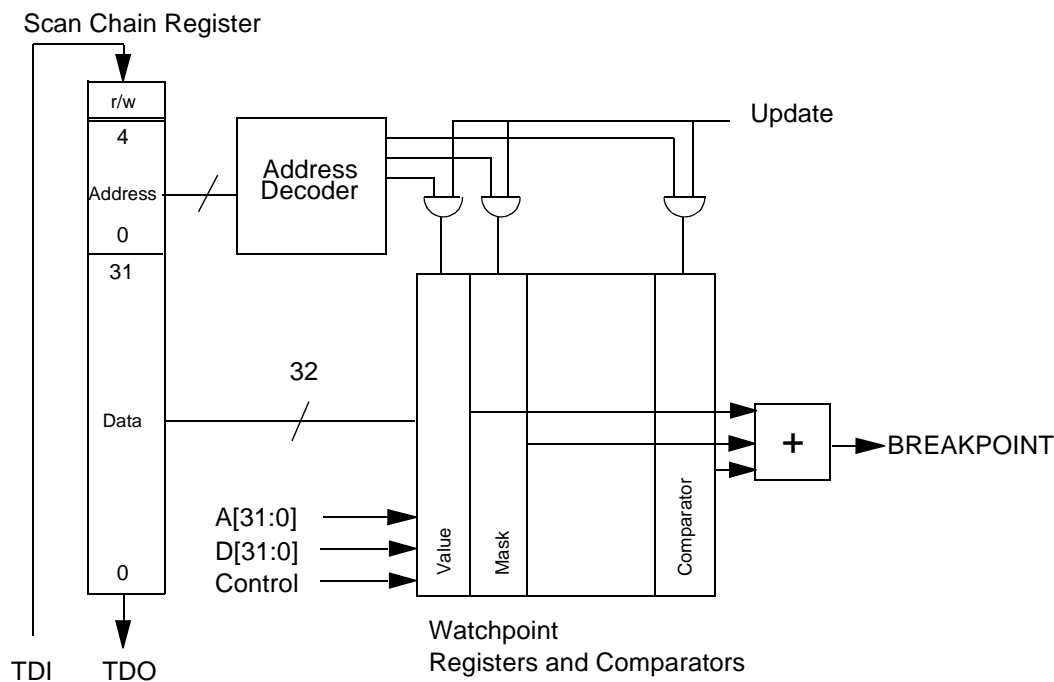 Scan Chain Register
r/w
4
Address
0
31
Data
0
TDI
TDO
Address
Decoder
Update
32
A[31:0]
D[31:0]
Control
Value
Mask
Comparator
+
BREAKPOINT
Watchpoint
Registers and Comparators